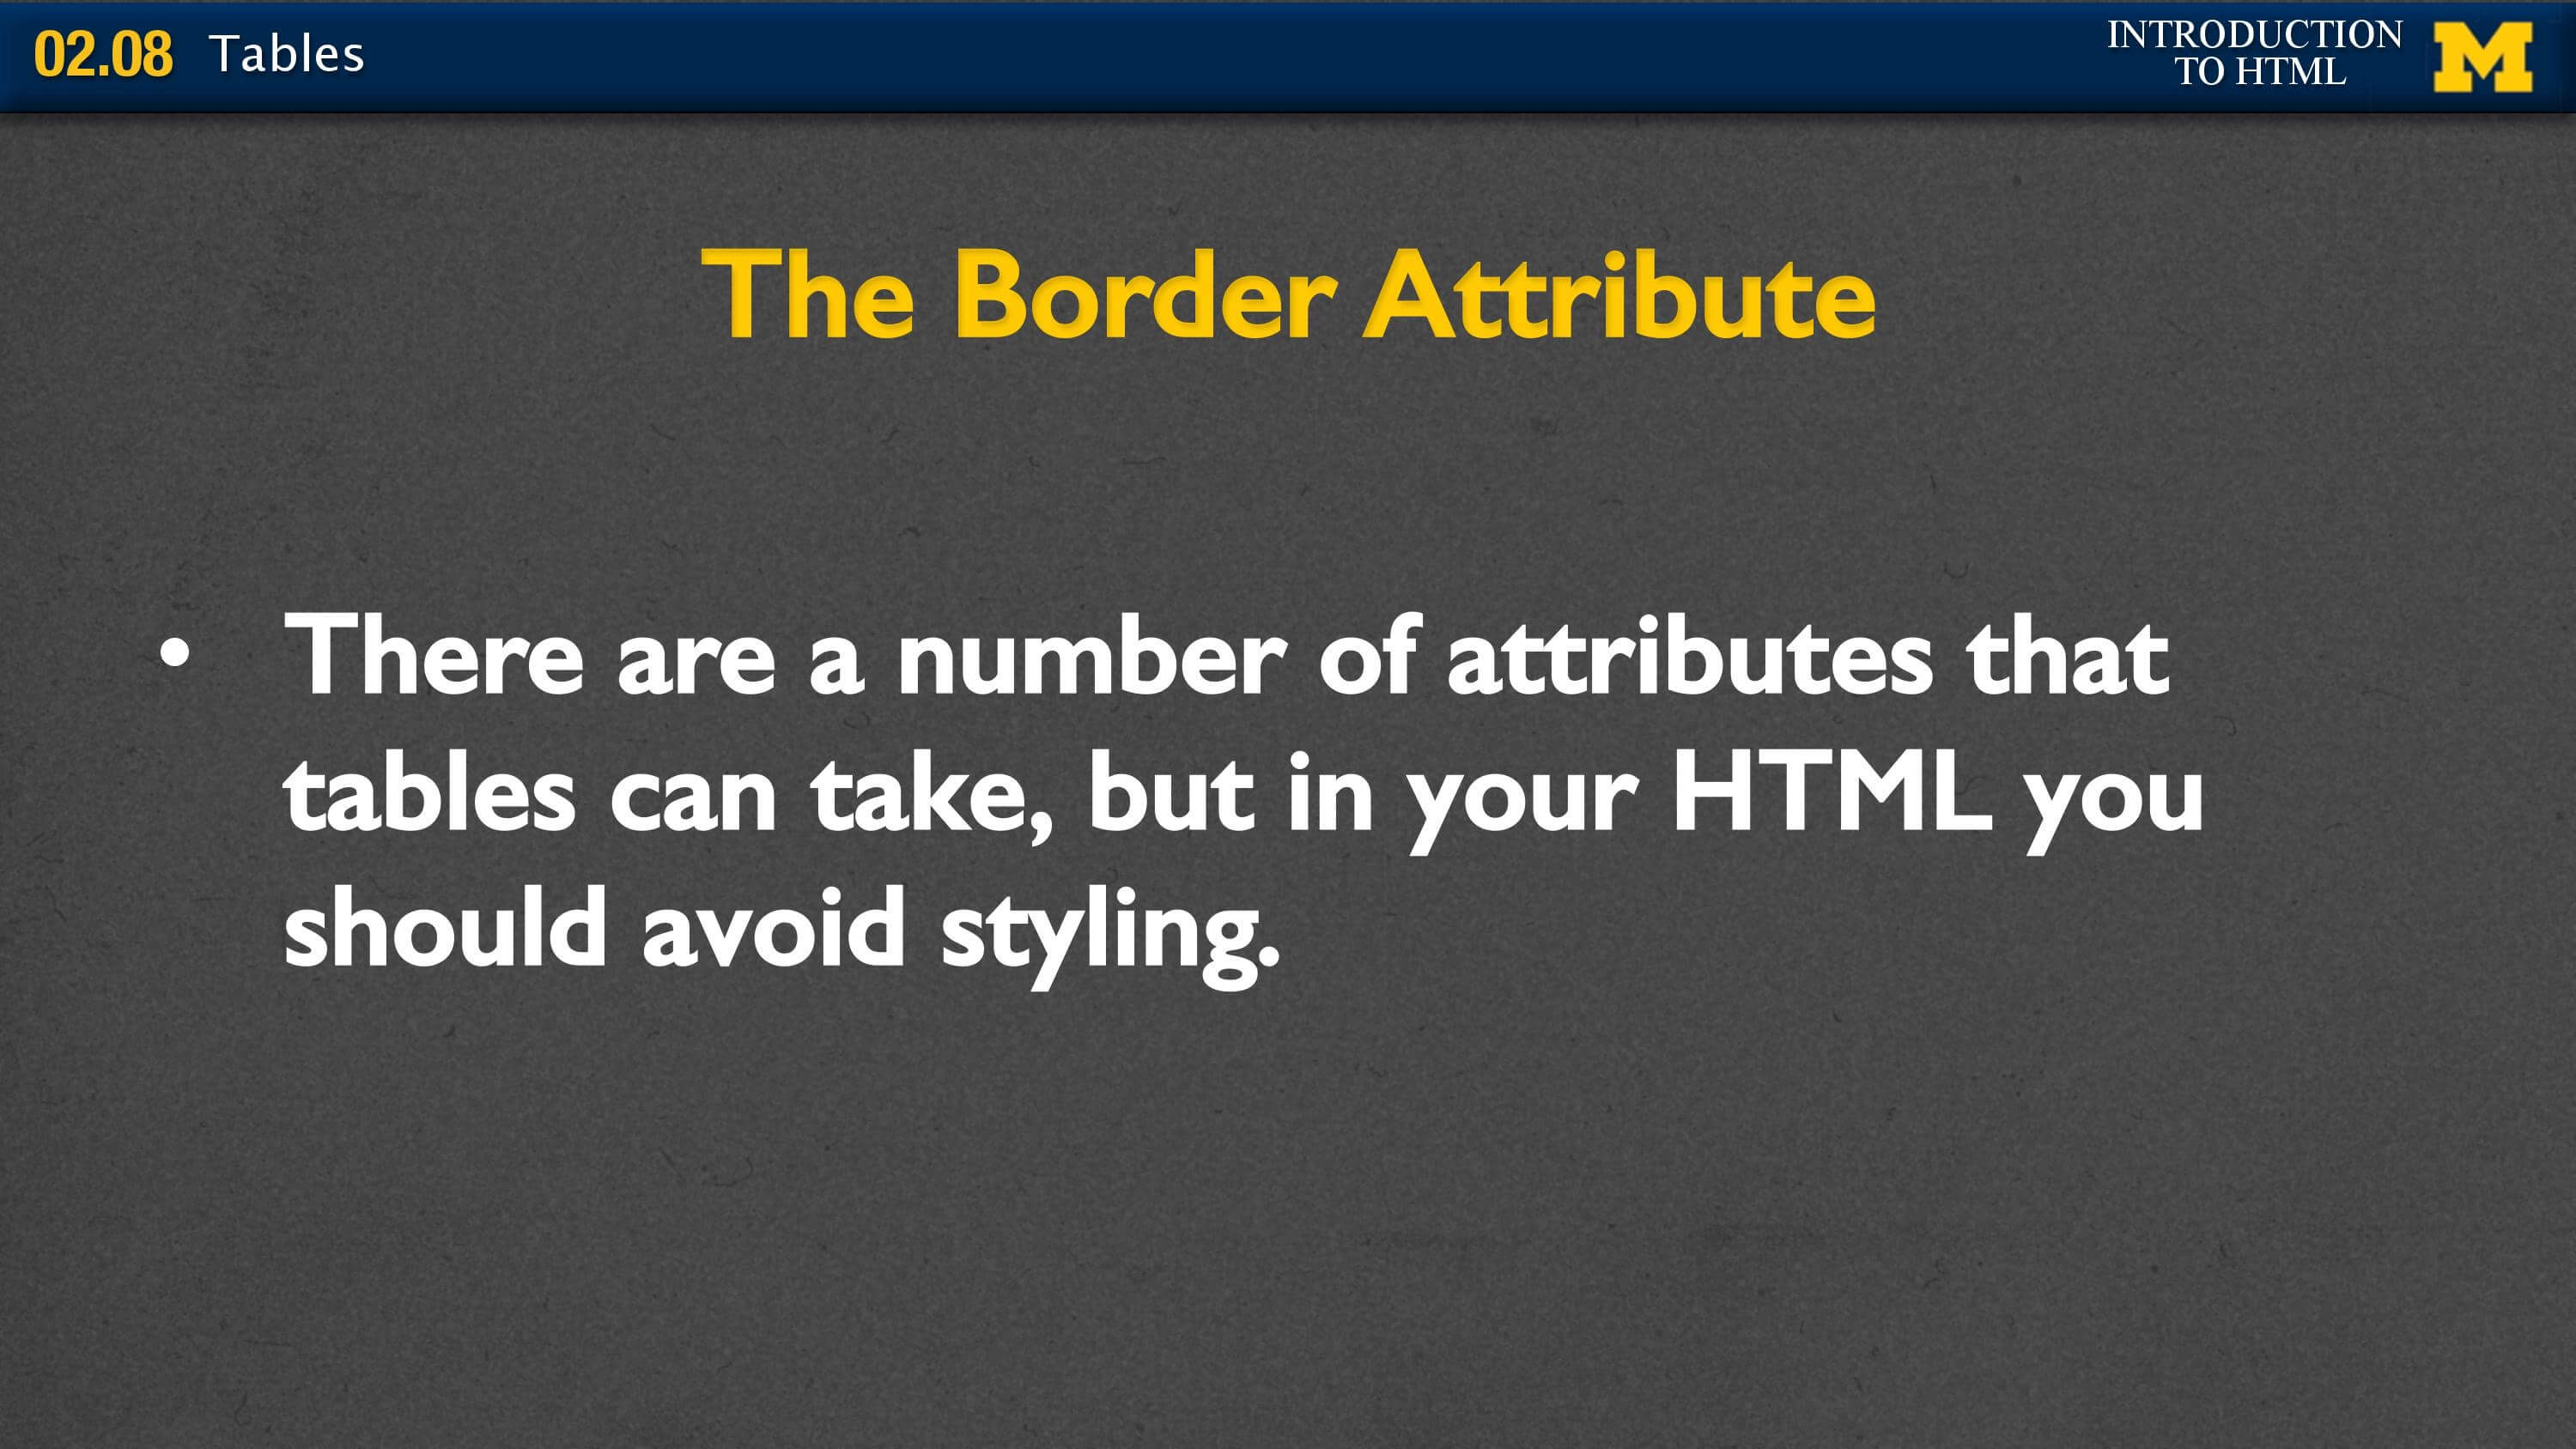 02.08 Tables
INTRODUCTION
TO HTML
M
The Border Attribute
• There are a number of attributes that
tables can take, but in your HTML you
should avoid styling.